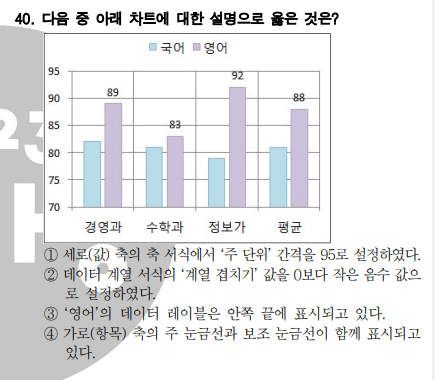 40. 다음 중 아래 차트에 대한 설명으로 옳은 것은?
국어 영어
95
90
85
80
75
70
89
83
92
88
경영과 수학과 정보가 평균
① 세로(값) 축의 축 서식에서 ‘주 단위’ 간격을 95로 설정하였다.
② 데이터 계열 서식의 ‘계열 겹치기’ 값을 0보다 작은 음수 값으
로 설정하였다.
③ ‘영어’의 데이터 레이블은 안쪽 끝에 표시되고 있다.
④ 가로(항목) 축의 주 눈금선과 보조 눈금선이 함께 표시되고
있다.